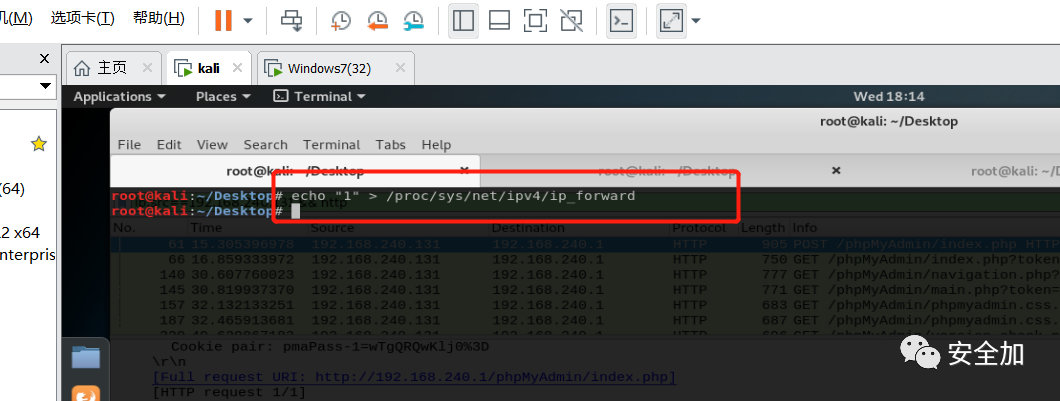 机(M) 选项卡(T) 帮助(H)
主页 kali Windows7(32)
Applications Places Terminal Wed 18:14
root@kali: ~/Desktop
File Edit View Search Terminal Tabs Help
root@kali: ~/Desktop root@kali: ~/Desktop root@kali: ~/
(64)
2 x64
nterpris
root@kali:~/Desktop# echo "1" > /proc/sys/net/ipv4/ip_forward
root@kali:~/Desktop# http
No. Time Source Destination Protocol Length Info
61 15.305396978 192.168.240.131 192.168.240.1 HTTP 905 POST /phpMyAdmin/index.php HTTP
66 16.859333972 192.168.240.131 192.168.240.1 HTTP 750 GET /phpMyAdmin/index.php?token
140 30.607760023 192.168.240.131 192.168.240.1 HTTP 777 GET /phpMyAdmin/navigation.php?
145 30.819937370 192.168.240.131 192.168.240.1 HTTP 771 GET /phpMyAdmin/main.php?token=
157 32.132133251 192.168.240.131 192.168.240.1 HTTP 683 GET /phpMyAdmin/phpmyadmin.css.
187 32.465913681 192.168.240.131 192.168.240.1 HTTP 687 GET /phpMyAdmin/phpmyadmin.css.
Cookie pair: pmaPass-1=wTgQRQwKlj0%3D
\r\n
[Full request URI: http://192.168.240.1/phpMyAdmin/index.php]
[HTTP request 1/1]
安全加